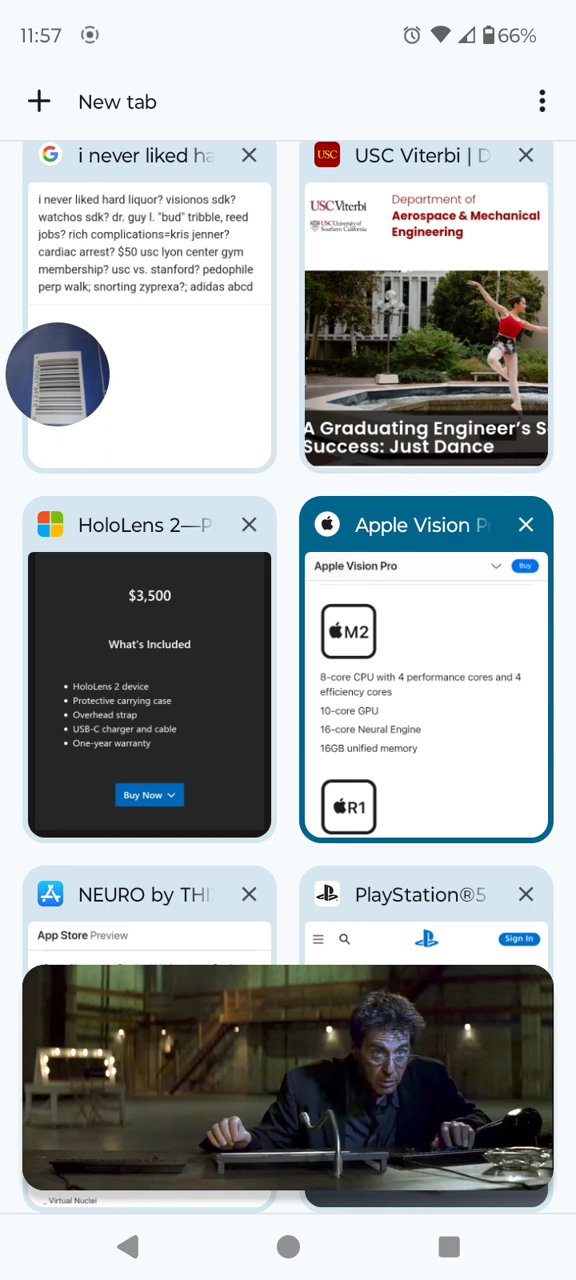 11:57
66%
New tab
i never liked ha
USC Viterbi | D
i never liked hard liquor? visionos sdk?
watchos sdk? dr. guy l. "bud" tribble, reed
jobs? rich complications=kris jenner?
cardiac arrest? $50 usc lyon center gym
membership? usc vs. stanford? pedophile
perp walk; snorting zyprexa?; adidas abcd
USC Viterbi
USC University of
Southern California
Department of
Aerospace & Mechanical
Engineering
A Graduating Engineer's S
Success: Just Dance
HoloLens 2—P
Apple Vision P
$3,500
What's Included
• HoloLens 2 device
• Protective carrying case
• Overhead strap
• USB-C charger and cable
• One-year warranty
Buy Now
Apple Vision Pro
Buy
M2
8-core CPU with 4 performance cores and 4
efficiency cores
10-core GPU
16-core Neural Engine
16GB unified memory
R1
NEURO by THI
PlayStation®5
App Store Preview
Sign In
_ Virtual Nuclei